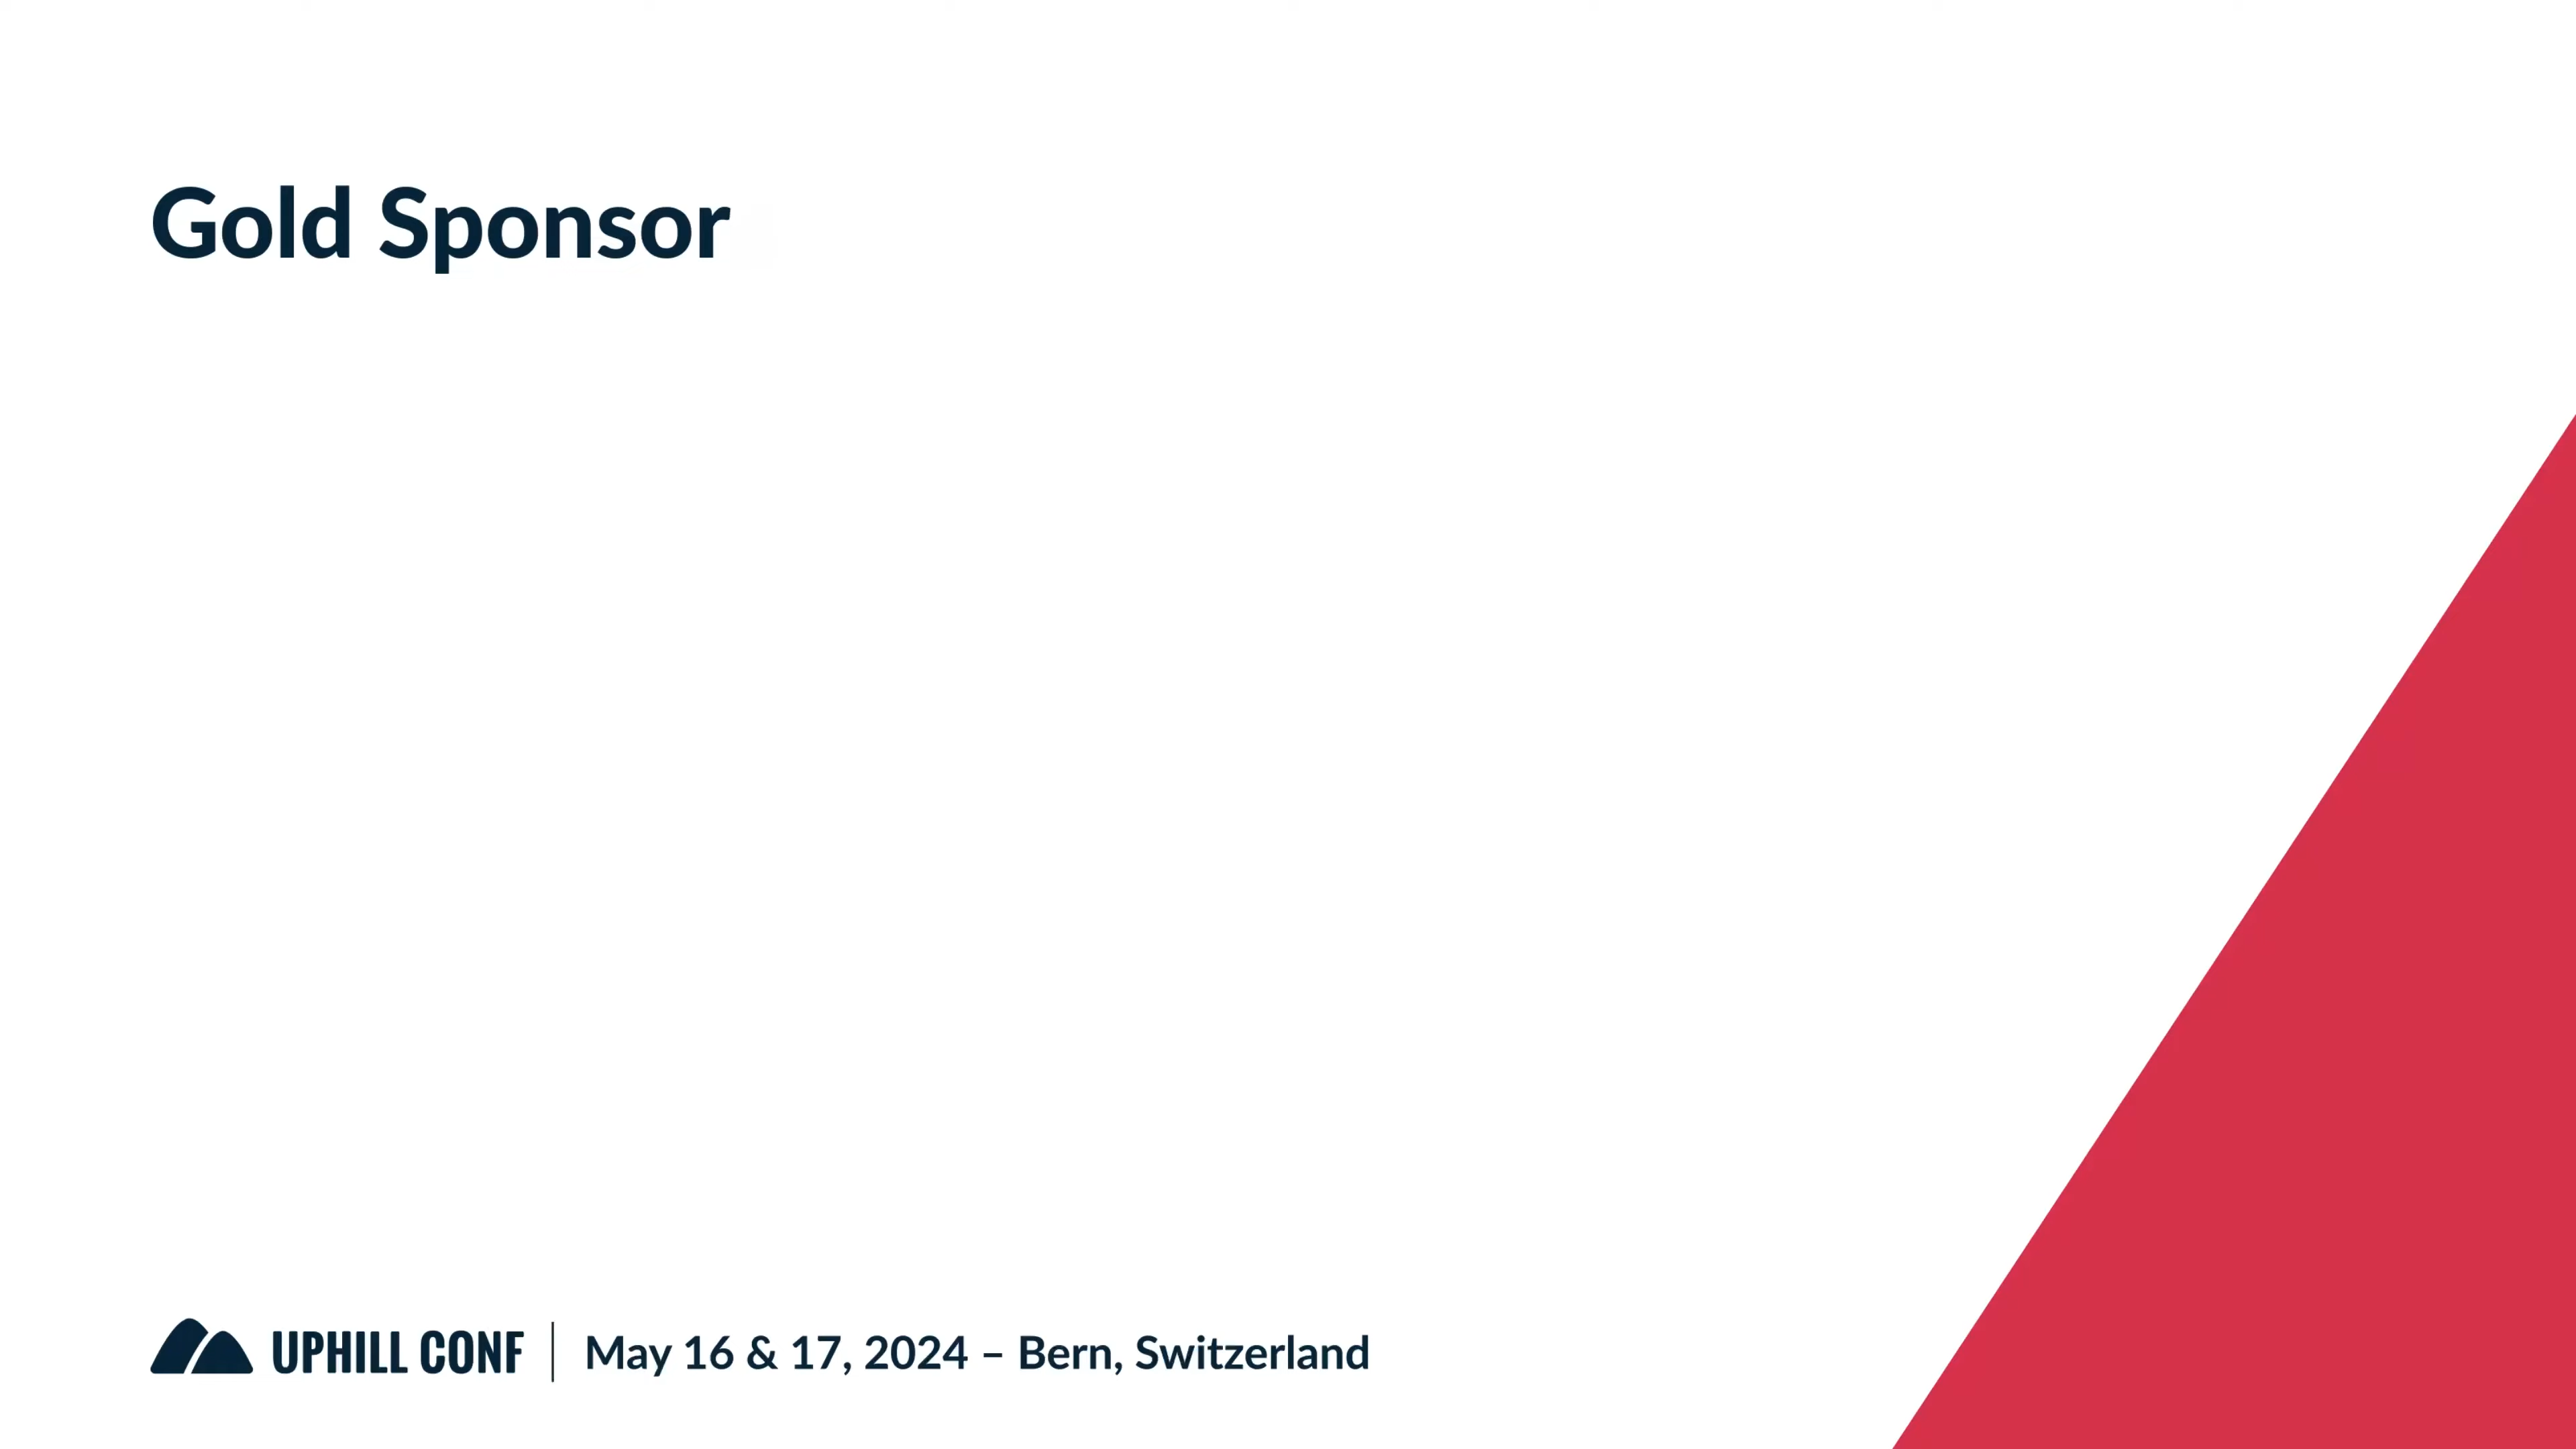 Gold Sponsor
UPHILL CONF
May 16 & 17, 2024 – Bern, Switzerland